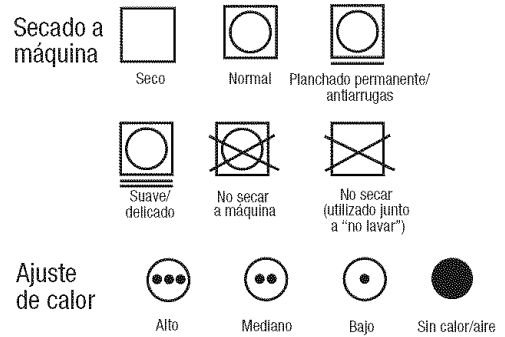 Secado a
máquina
Seco
Normal
Planchado permanente/
antiarrugas
Suave/
delicado
No secar
a máquina
No secar
(utilizado junto
a “no lavar”)
Ajuste
de calor
Alto
Mediano
Bajo
Sin calor/aire